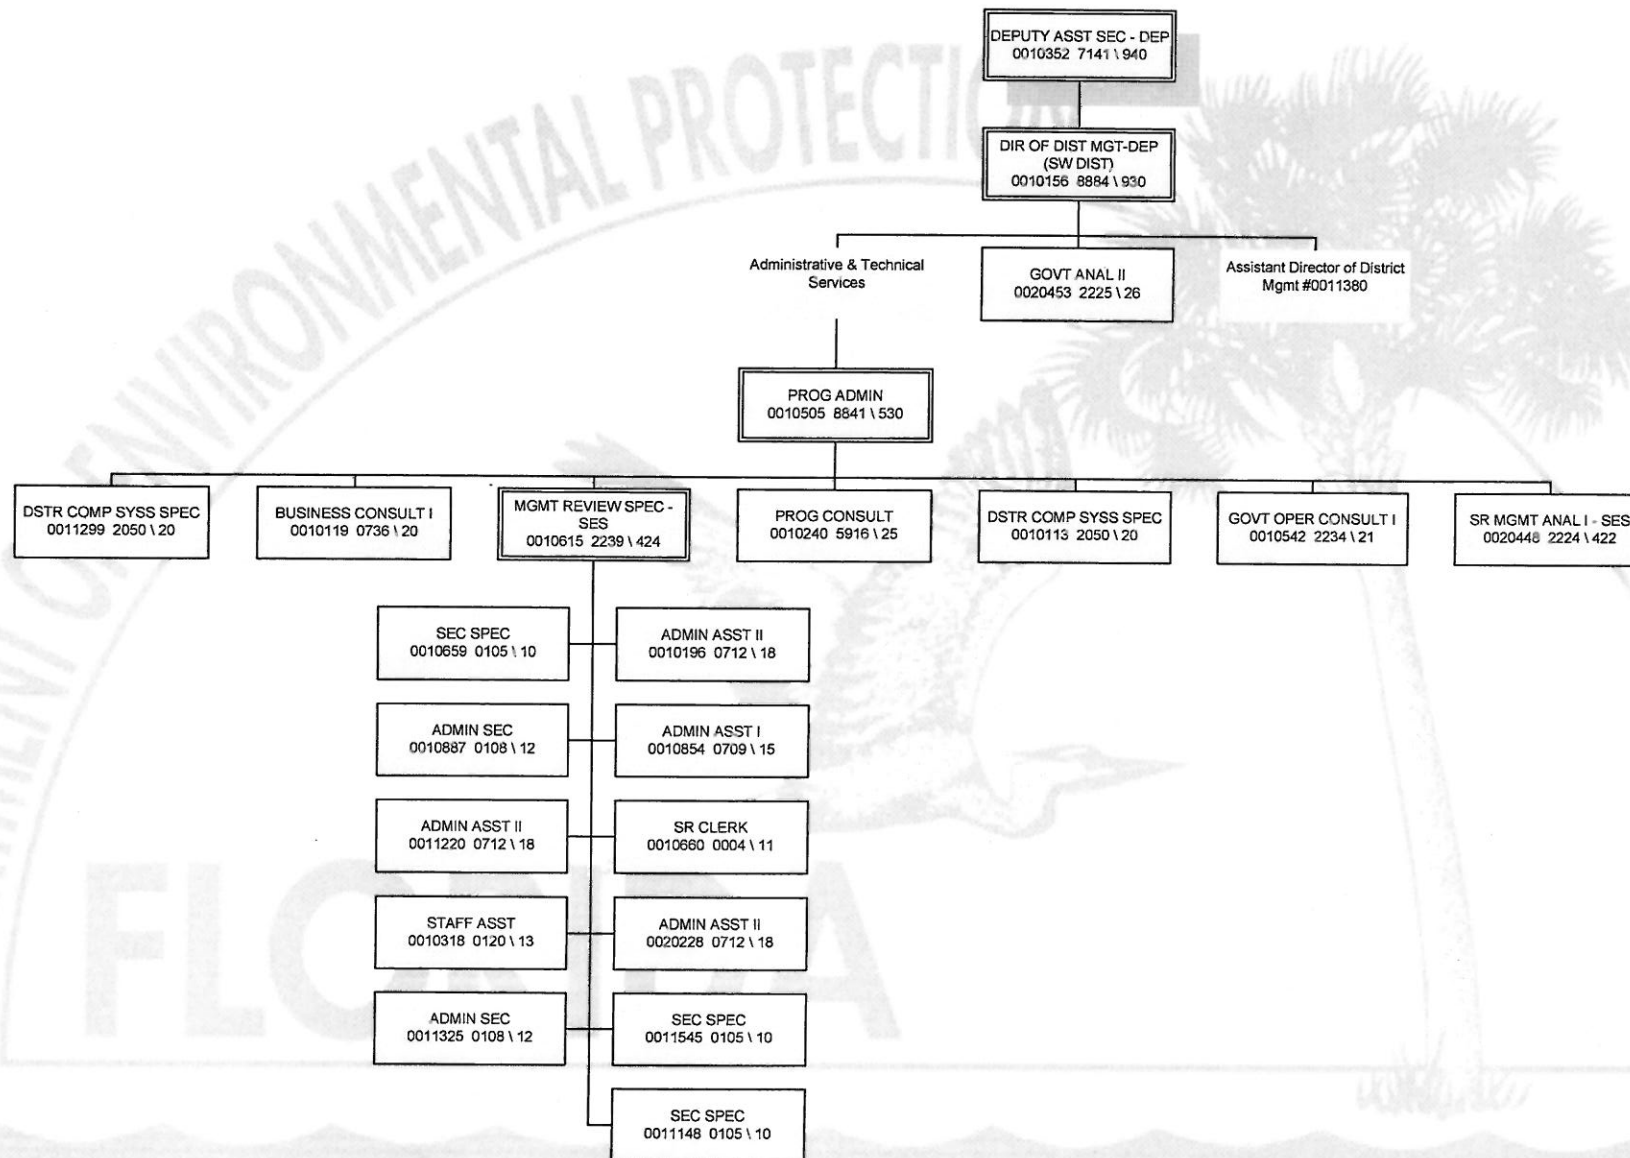 DEPUTY ASST SEC - DEP
0010352 7141 \ 940
DIR OF DIST MGT-DEP
(SW DIST)
0010156 8884 \ 930
Administrative & Technical
Services
GOVT ANAL II
0020453 2225 \ 26
Assistant Director of District
Mgmt #0011380
PROG ADMIN
0010505 8841 \ 530
DSTR COMP SYSS SPEC
0011299 2050 \ 20
BUSINESS CONSULT I
0010119 0736 \ 20
MGMT REVIEW SPEC -
SES
0010615 2239 \ 424
PROG CONSULT
0010240 5916 \ 25
DSTR COMP SYSS SPEC
0010113 2050 \ 20
GOVT OPER CONSULT I
0010542 2234 \ 21
SR MGMT ANAL I - SES
0020448 2224 \ 422
SEC SPEC
0010659 0105 \ 10
ADMIN ASST II
0010196 0712 \ 18
ADMIN SEC
0010887 0108 \ 12
ADMIN ASST I
0010854 0709 \ 15
ADMIN ASST II
0011220 0712 \ 18
SR CLERK
0010660 0004 \ 11
STAFF ASST
0010318 0120 \ 13
ADMIN ASST II
0020228 0712 \ 18
ADMIN SEC
0011325 0108 \ 12
SEC SPEC
0011545 0105 \ 10
SEC SPEC
0011148 0105 \ 10
ENVIRONMENTAL PROTECTION
FLORIDA